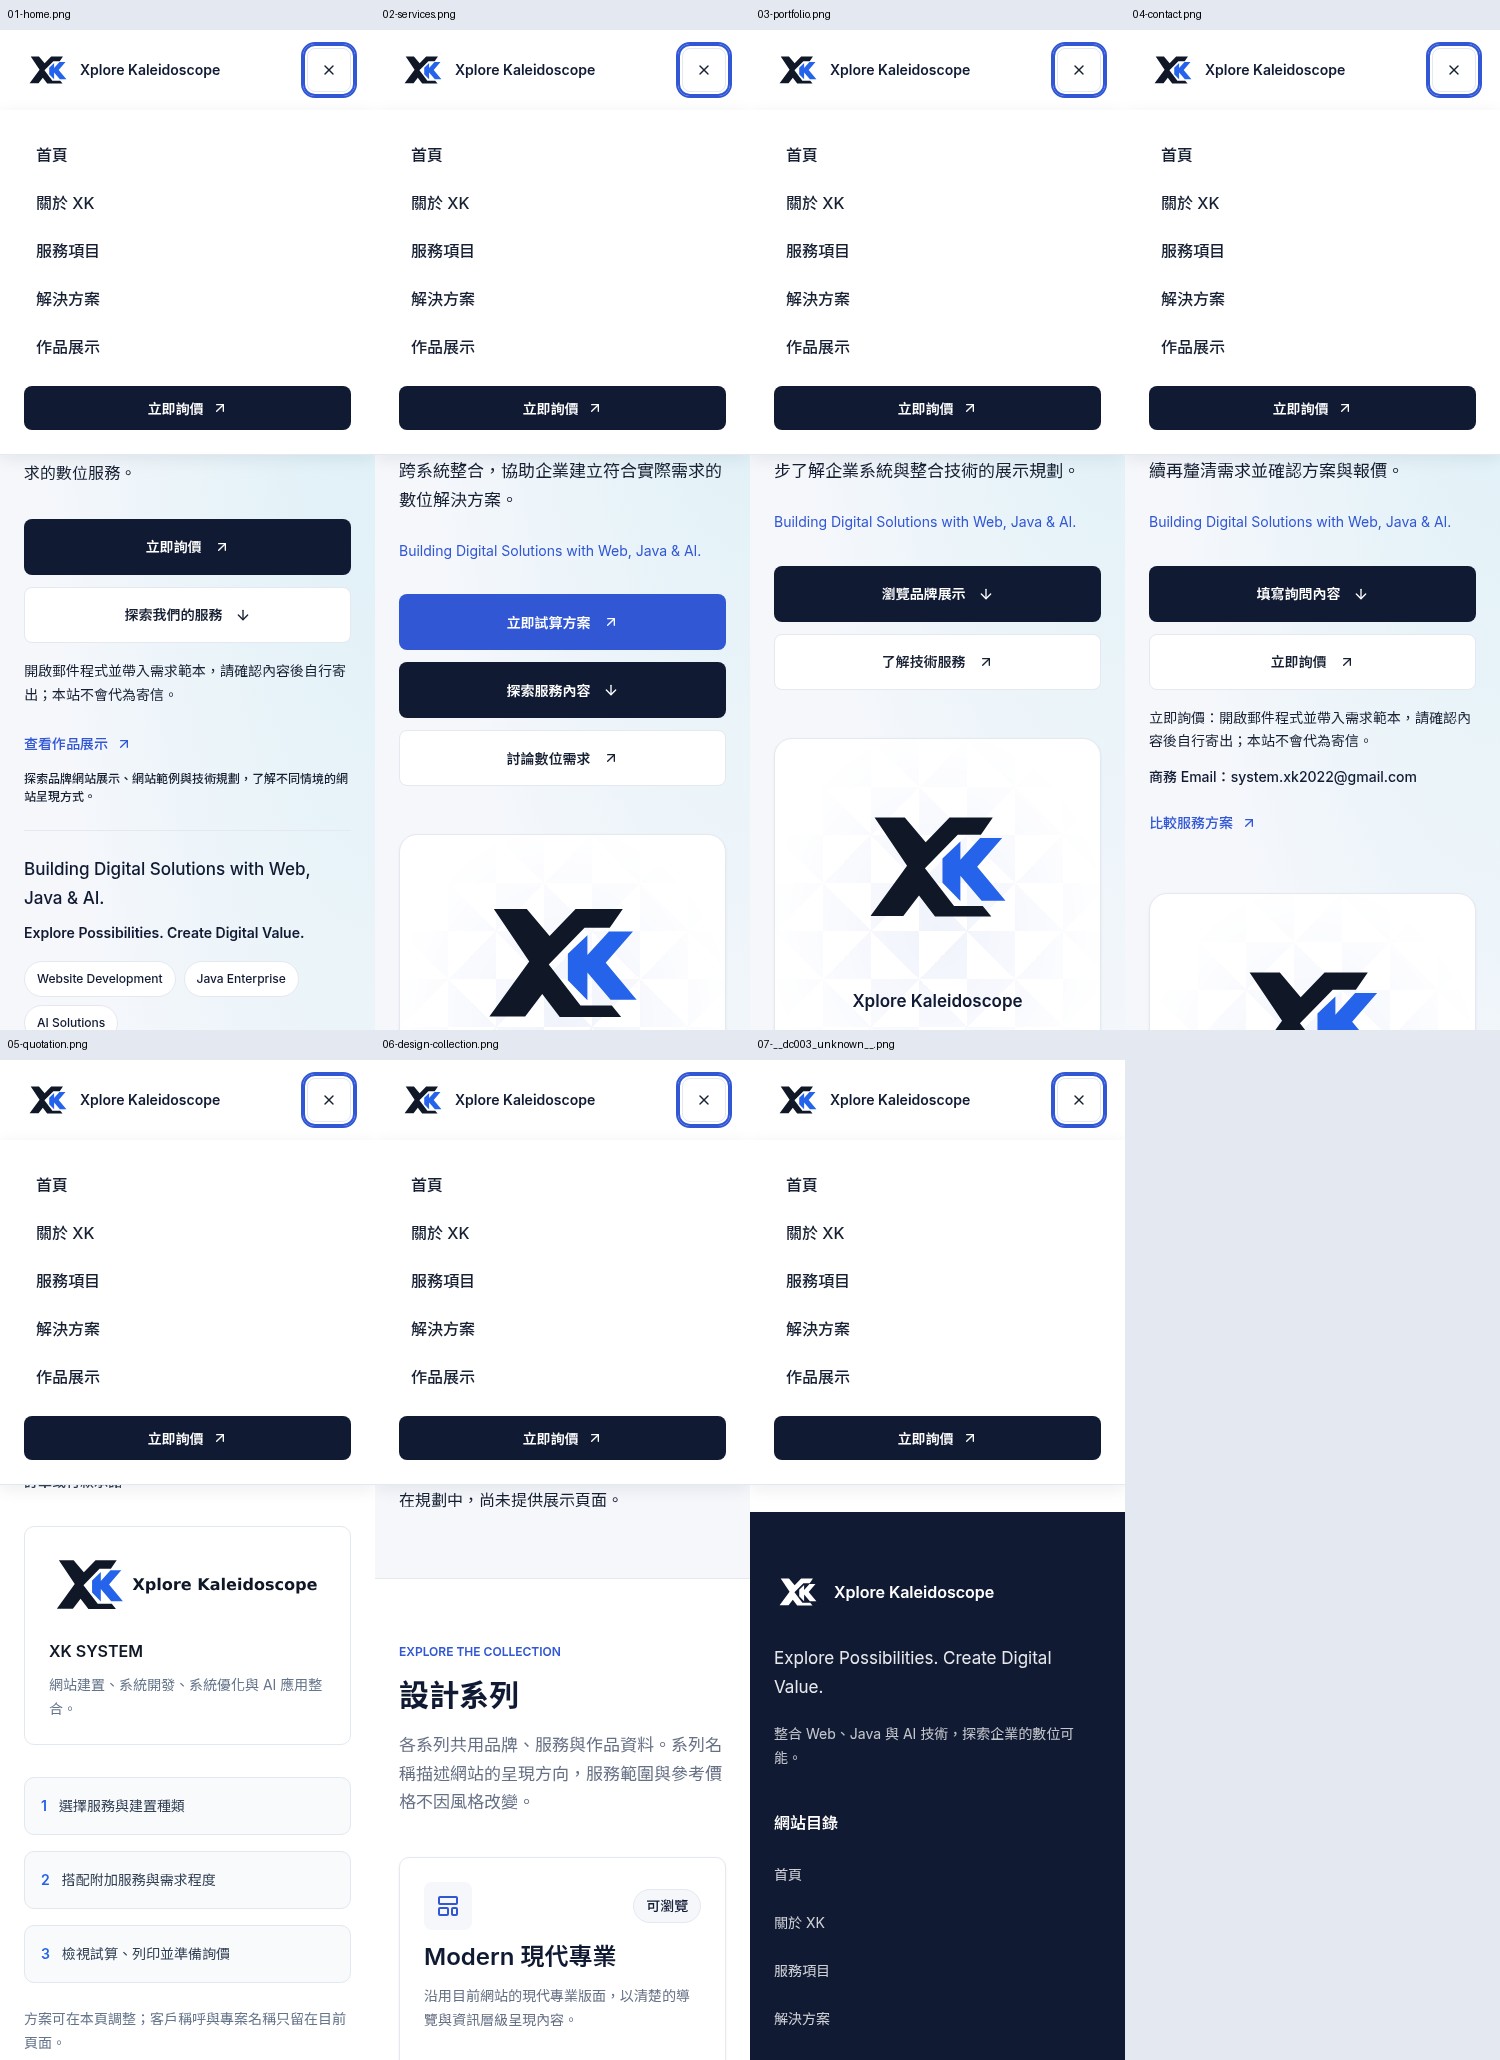 01-home.png
Xplore Kaleidoscope
首頁
關於 XK
服務項目
解決方案
作品展示
立即詢價
求的數位服務。
立即詢價
探索我們的服務
開啟郵件程式並帶入需求範本，請確認內容後自行寄
出；本站不會代為寄信。
查看作品展示
探索品牌網站展示、網站範例與技術規劃，了解不同情境的網
站呈現方式。
Building Digital Solutions with Web,
Java & AI.
Explore Possibilities. Create Digital Value.
Website Development
Java Enterprise
AI Solutions
02-services.png
Xplore Kaleidoscope
首頁
關於 XK
服務項目
解決方案
作品展示
立即詢價
跨系統整合，協助企業建立符合實際需求的
數位解決方案。
Building Digital Solutions with Web, Java & AI.
立即試算方案
探索服務內容
討論數位需求
XK
03-portfolio.png
Xplore Kaleidoscope
首頁
關於 XK
服務項目
解決方案
作品展示
立即詢價
步了解企業系統與整合技術的展示規劃。
Building Digital Solutions with Web, Java & AI.
瀏覽品牌展示
了解技術服務
XK
Xplore Kaleidoscope
04-contact.png
Xplore Kaleidoscope
首頁
關於 XK
服務項目
解決方案
作品展示
立即詢價
續再釐清需求並確認方案與報價。
Building Digital Solutions with Web, Java & AI.
填寫詢問內容
立即詢價
立即詢價：開啟郵件程式並帶入需求範本，請確認內
容後自行寄出；本站不會代為寄信。
商務 Email：system.xk2022@gmail.com
比較服務方案
05-quotation.png
Xplore Kaleidoscope
首頁
關於 XK
服務項目
解決方案
作品展示
立即詢價
XK Xplore Kaleidoscope
XK SYSTEM
網站建置、系統開發、系統優化與 AI 應用整
合。
1 選擇服務與建置種類
2 搭配附加服務與需求程度
3 檢視試算、列印並準備詢價
方案可在本頁調整；客戶稱呼與專案名稱只留在目前
頁面。
06-design-collection.png
Xplore Kaleidoscope
首頁
關於 XK
服務項目
解決方案
作品展示
立即詢價
在規劃中，尚未提供展示頁面。
EXPLORE THE COLLECTION
設計系列
各系列共用品牌、服務與作品資料。系列名
稱描述網站的呈現方向，服務範圍與參考價
格不因風格改變。
可瀏覽
Modern 現代專業
沿用目前網站的現代專業版面，以清楚的導
覽與資訊層級呈現內容。
07-__dc003_unknown__.png
Xplore Kaleidoscope
首頁
關於 XK
服務項目
解決方案
作品展示
立即詢價
XK Xplore Kaleidoscope
Explore Possibilities. Create Digital
Value.
整合 Web、Java 與 AI 技術，探索企業的數位可
能。
網站目錄
首頁
關於 XK
服務項目
解決方案